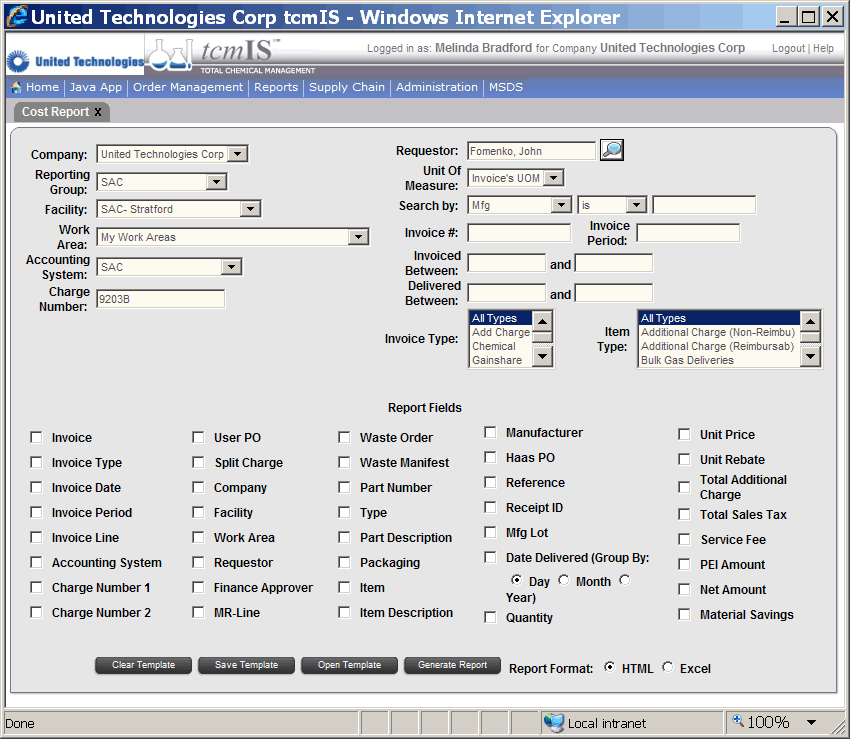 United Technologies Corp tcmIS - Windows Internet Explorer
United Technologies
tcmIS™
TOTAL CHEMICAL MANAGEMENT
Logged in as: Melinda Bradford for Company United Technologies Corp
Logout | Help
Home | Java App | Order Management | Reports | Supply Chain | Administration | MSDS
Cost Report x
Company: United Technologies Corp
Reporting
Group: SAC
Facility: SAC- Stratford
Work
Area: My Work Areas
Accounting
System: SAC
Charge
Number: 9203B
Requestor: Fomenko, John
Unit Of
Measure: Invoice's UOM
Search by: Mfg is
Invoice #: Invoice
Period:
Invoiced
Between: and
Delivered
Between: and
Invoice Type:
All Types
Add Charge
Chemical
Gainshare
Item
Type:
All Types
Additional Charge (Non-Reimbu)
Additional Charge (Reimbursab)
Bulk Gas Deliveries
Report Fields
Invoice
Invoice Type
Invoice Date
Invoice Period
Invoice Line
Accounting System
Charge Number 1
Charge Number 2
User PO
Split Charge
Company
Facility
Work Area
Requestor
Finance Approver
MR-Line
Waste Order
Waste Manifest
Part Number
Type
Part Description
Packaging
Item
Item Description
Manufacturer
Haas PO
Reference
Receipt ID
Mfg Lot
Date Delivered (Group By:
Day Month
Year)
Quantity
Unit Price
Unit Rebate
Total Additional
Charge
Total Sales Tax
Service Fee
PEI Amount
Net Amount
Material Savings
Clear Template
Save Template
Open Template
Generate Report
Report Format: HTML Excel
Done
Local intranet
100%